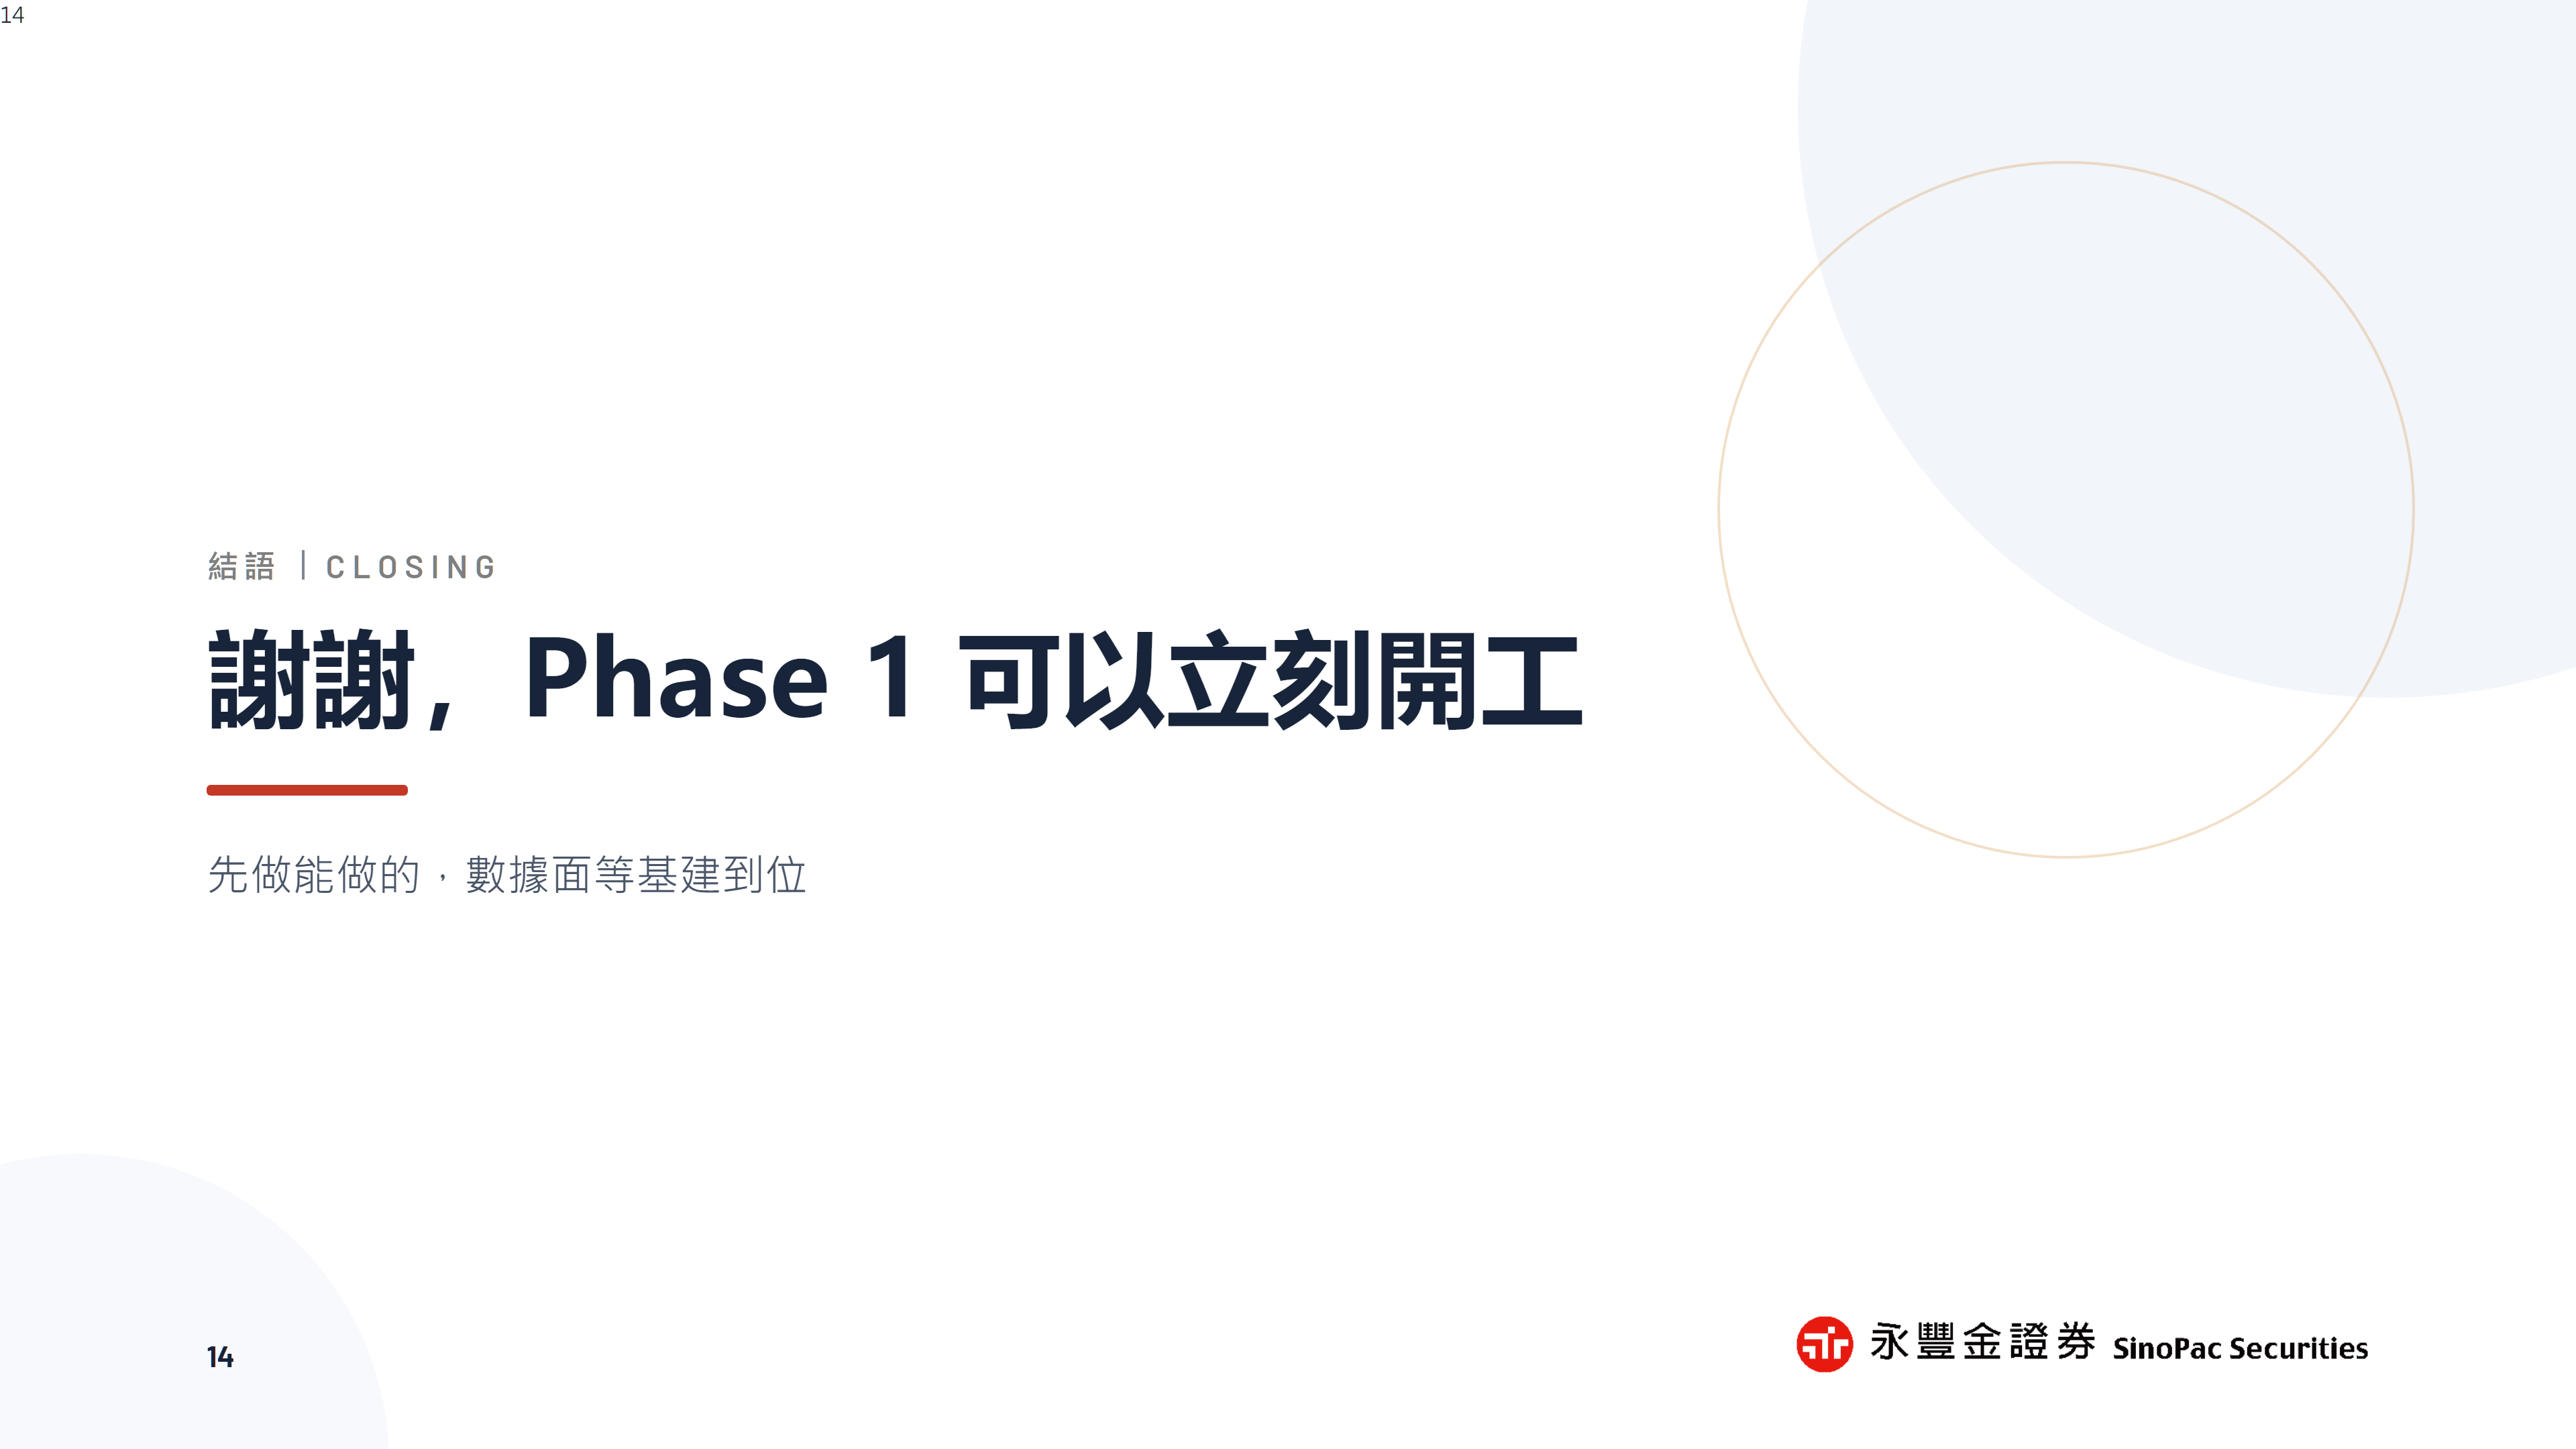 14
結語｜CLOSING
謝謝，Phase 1 可以立刻開工
先做能做的，數據面等基建到位
14
永豐金證券 SinoPac Securities